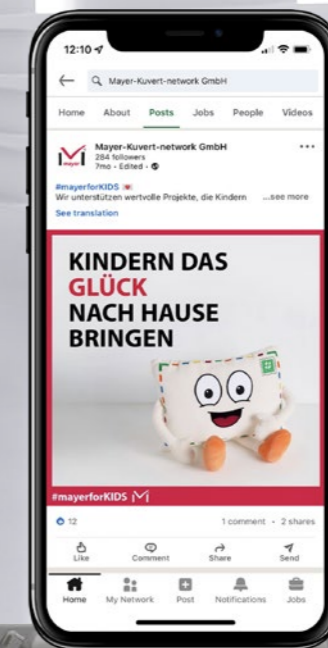 12:10
Mayer-Kuvert-network GmbH
Home About Posts Jobs People Videos
mayer
Mayer-Kuvert-network GmbH
284 followers
7mo • Edited •
#mayerforKIDS 💌
Wir unterstützen wertvolle Projekte, die Kindern ...see more
See translation
KINDERN DAS
GLÜCK
NACH HAUSE
BRINGEN
#mayerforKIDS
12 1 comment • 2 shares
Like Comment Share Send
Home My Network Post Notifications Jobs